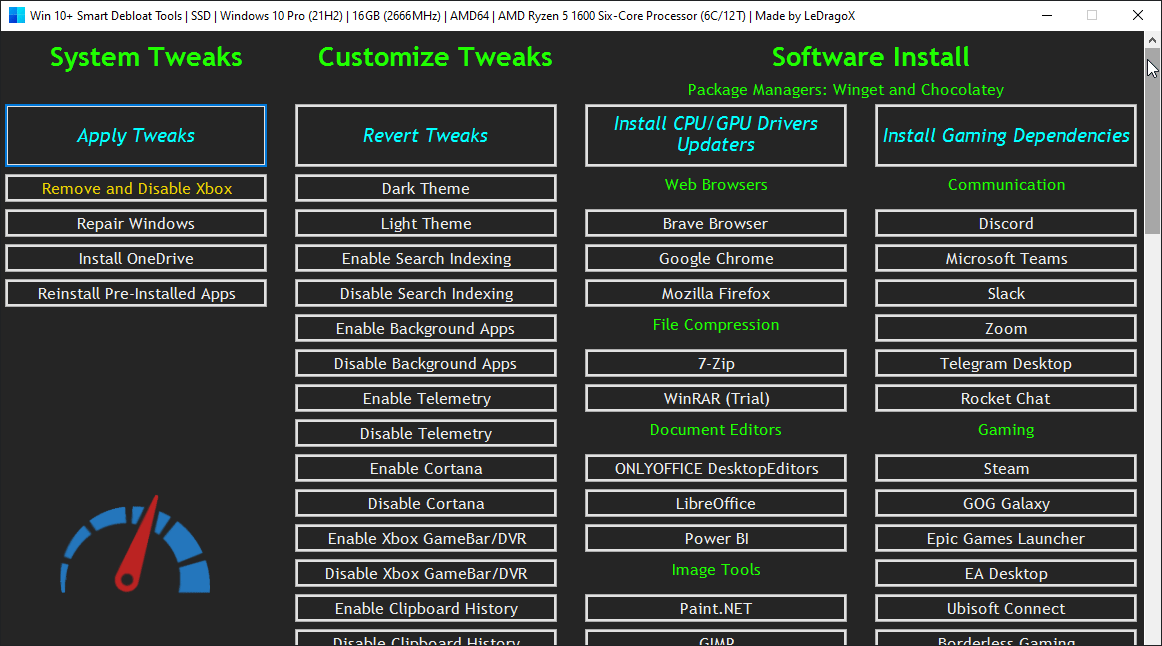 Win 10+ Smart Debloat Tools | SSD | Windows 10 Pro (21H2) | 16GB (2666MHz) | AMD64 | AMD Ryzen 5 1600 Six-Core Processor (6C/12T) | Made by LeDragoX
System Tweaks
Apply Tweaks
Remove and Disable Xbox
Repair Windows
Install OneDrive
Reinstall Pre-Installed Apps
Customize Tweaks
Revert Tweaks
Dark Theme
Light Theme
Enable Search Indexing
Disable Search Indexing
Enable Background Apps
Disable Background Apps
Enable Telemetry
Disable Telemetry
Enable Cortana
Disable Cortana
Enable Xbox GameBar/DVR
Disable Xbox GameBar/DVR
Enable Clipboard History
Disable Clipboard History
Software Install
Package Managers: Winget and Chocolatey
Install CPU/GPU Drivers
Updaters
Web Browsers
Brave Browser
Google Chrome
Mozilla Firefox
File Compression
7-Zip
WinRAR (Trial)
Document Editors
ONLYOFFICE DesktopEditors
LibreOffice
Power BI
Image Tools
Paint.NET
GIMP
Install Gaming Dependencies
Communication
Discord
Microsoft Teams
Slack
Zoom
Telegram Desktop
Rocket Chat
Gaming
Steam
GOG Galaxy
Epic Games Launcher
EA Desktop
Ubisoft Connect
Borderless Gaming